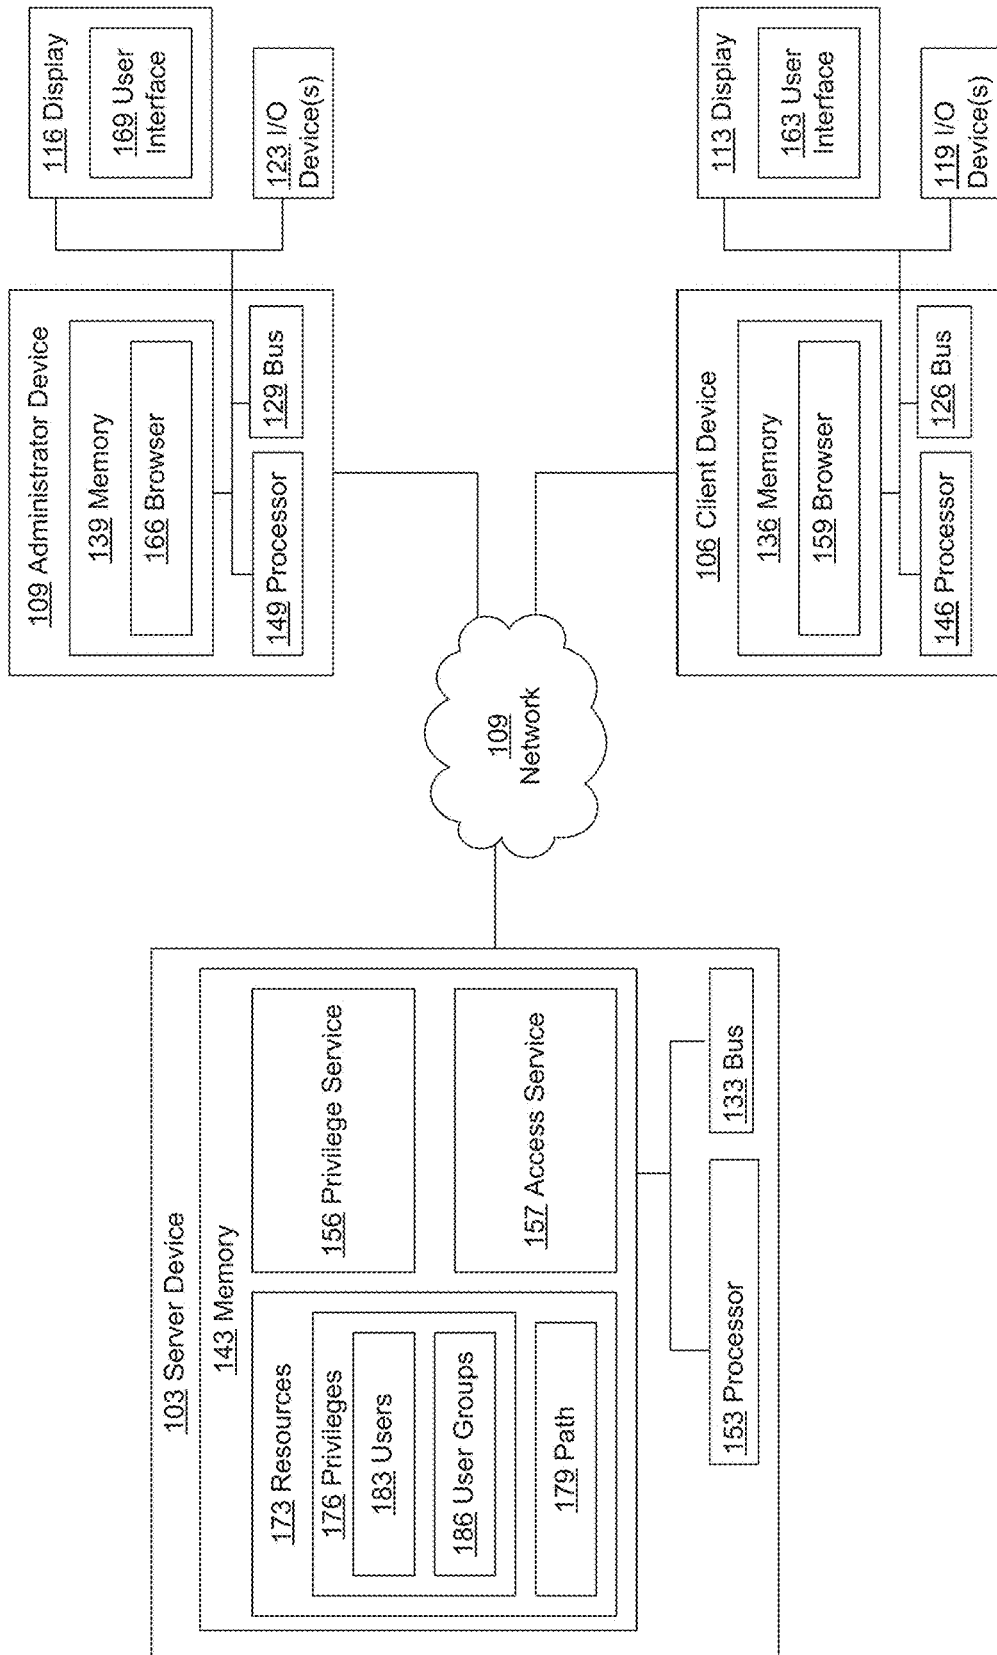 103 Server Device
143 Memory
173 Resources
176 Privileges
183 Users
186 User Groups
179 Path
156 Privilege Service
157 Access Service
153 Processor
133 Bus
109
Network
109 Administrator Device
139 Memory
166 Browser
149 Processor
129 Bus
116 Display
169 User
Interface
123 I/O
Device(s)
106 Client Device
136 Memory
159 Browser
146 Processor
126 Bus
113 Display
163 User
Interface
119 I/O
Device(s)